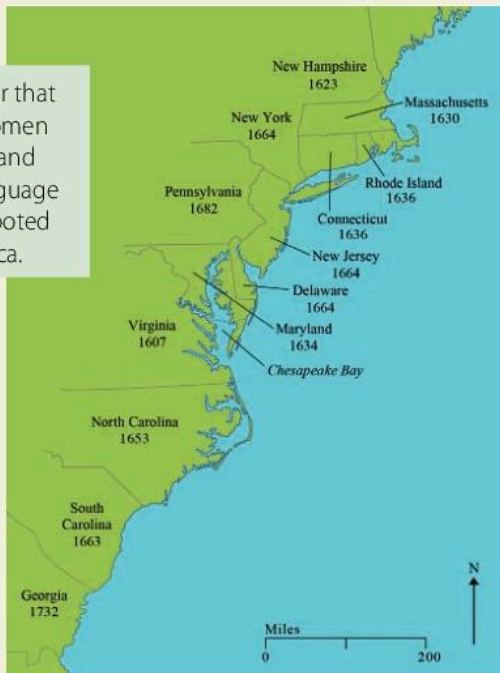 r that
omen
and
guage
ooted
ca.
New Hampshire
1623
Massachusetts
1630
New York
1664
Rhode Island
1636
Pennsylvania
1682
Connecticut
1636
New Jersey
1664
Delaware
1664
Maryland
1634
Virginia
1607
Chesapeake Bay
North Carolina
1653
South
Carolina
1663
Georgia
1732
N
Miles
0 200